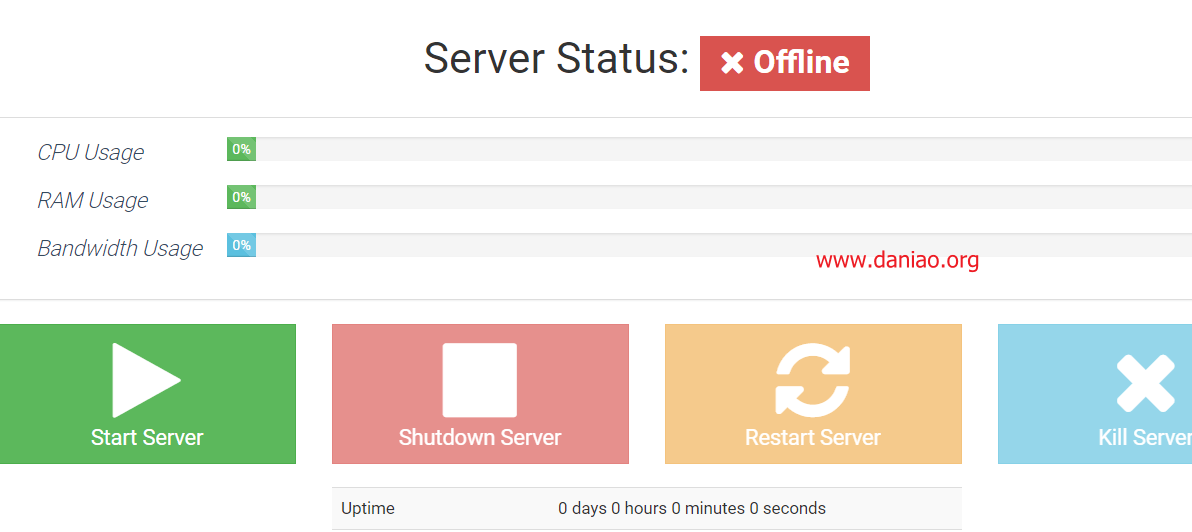 Server Status: Offline
CPU Usage 0%
RAM Usage 0%
Bandwidth Usage 0%
www.daniao.org
Start Server Shutdown Server Restart Server Kill Server
Uptime 0 days 0 hours 0 minutes 0 seconds